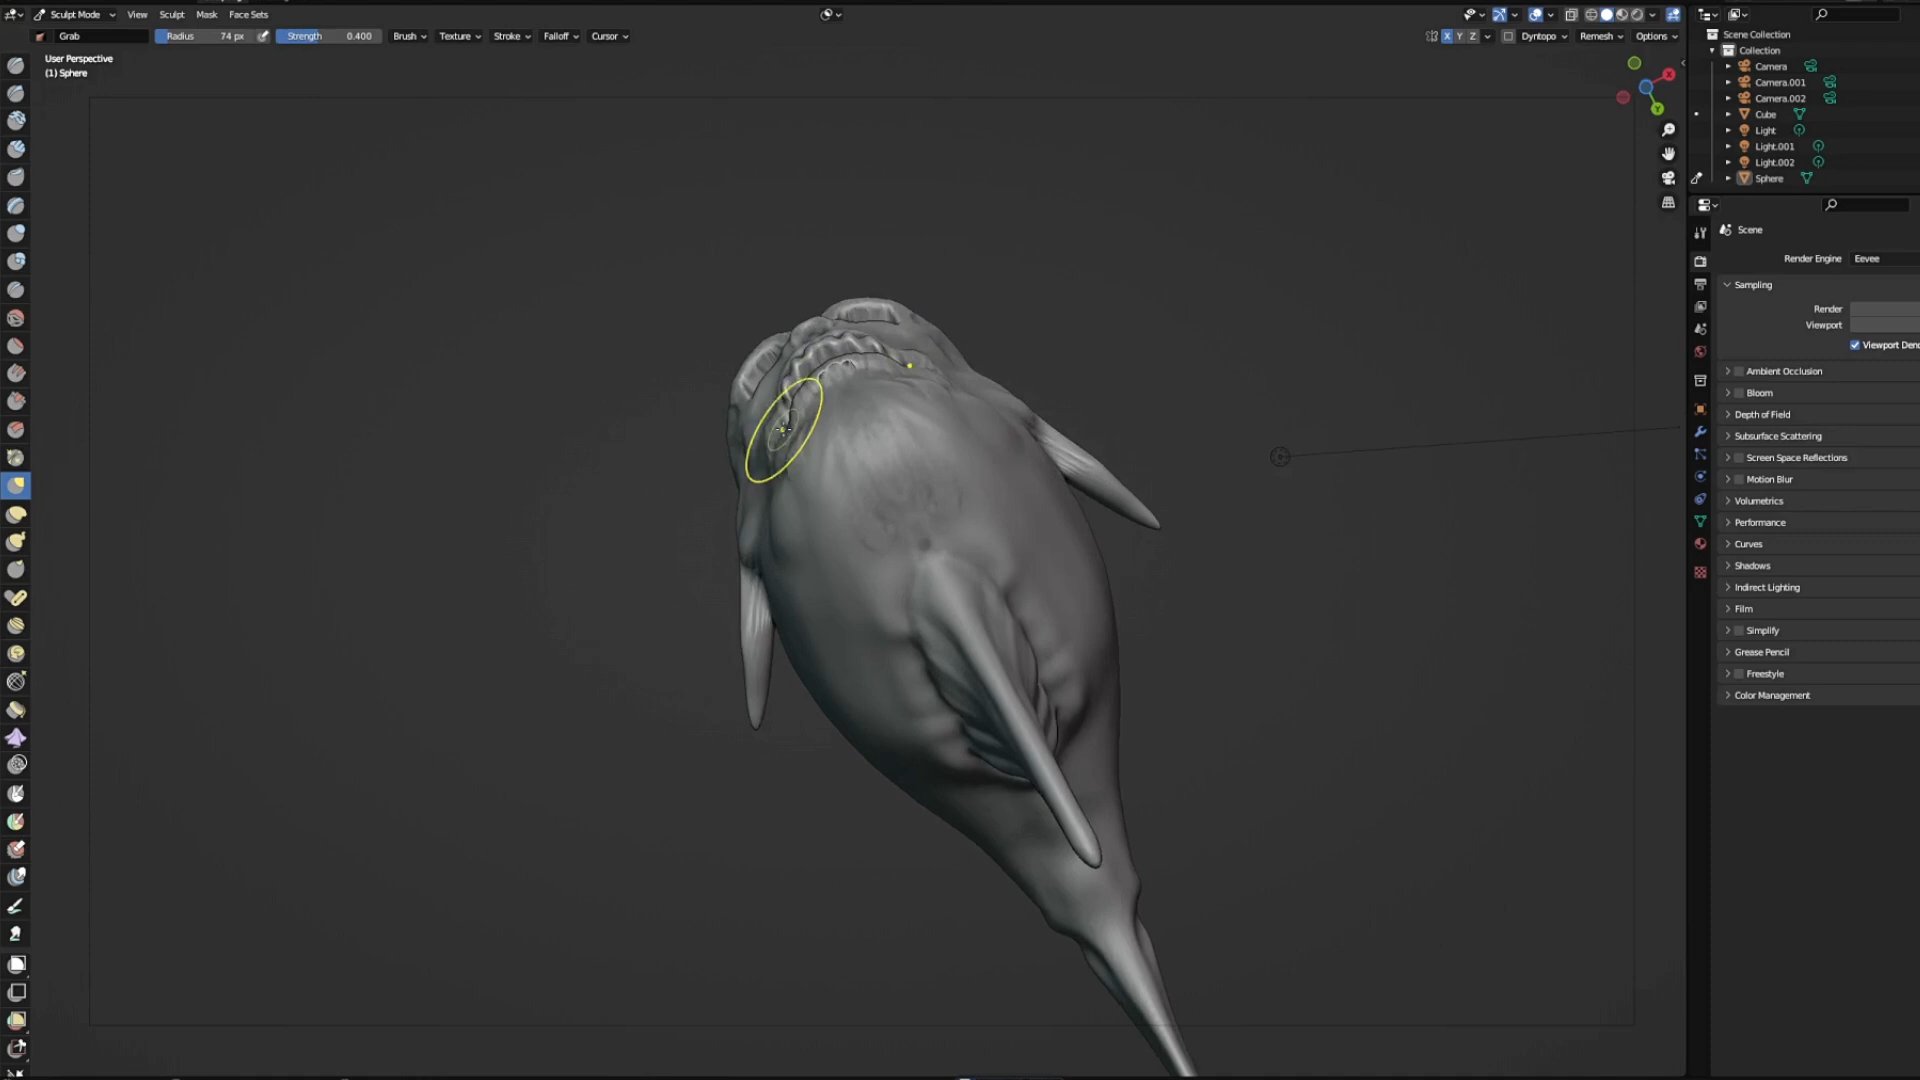 Sculpt Mode View Sculpt Mask Face Sets
Grab Radius 74 px Strength 0.400 Brush Texture Stroke Falloff Cursor X Y Z Dyntopo Remesh Options
User Perspective
(1) Sphere
X
Y
Scene Collection
Collection
Camera
Camera.001
Camera.002
Cube
Light
Light.001
Light.002
Sphere
Scene
Render Engine Eevee
Sampling
Render
Viewport
Viewport Deno
Ambient Occlusion
Bloom
Depth of Field
Subsurface Scattering
Screen Space Reflections
Motion Blur
Volumetrics
Performance
Curves
Shadows
Indirect Lighting
Film
Simplify
Grease Pencil
Freestyle
Color Management